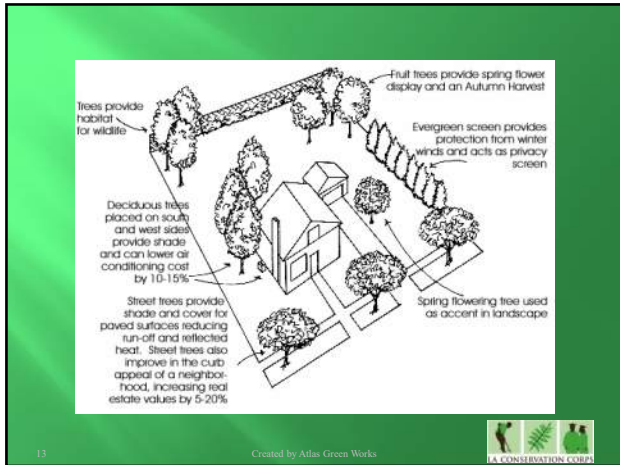 Trees provide
habitat
for wildlife
Fruit trees provide spring flower
display and an Autumn Harvest
Evergreen screen provides
protection from winter
winds and acts as privacy
screen
Deciduous trees
placed on south
and west sides
provide shade
and can lower air
conditioning cost
by 10-15%
Spring flowering tree used
as accent in landscape
Street trees provide
shade and cover for
paved surfaces reducing
run-off and reflected
heat. Street trees also
improve in the curb
appeal of a neighbor-
hood, increasing real
estate values by 5-20%
13
Created by Atlas Green Works
LA CONSERVATION CORPS